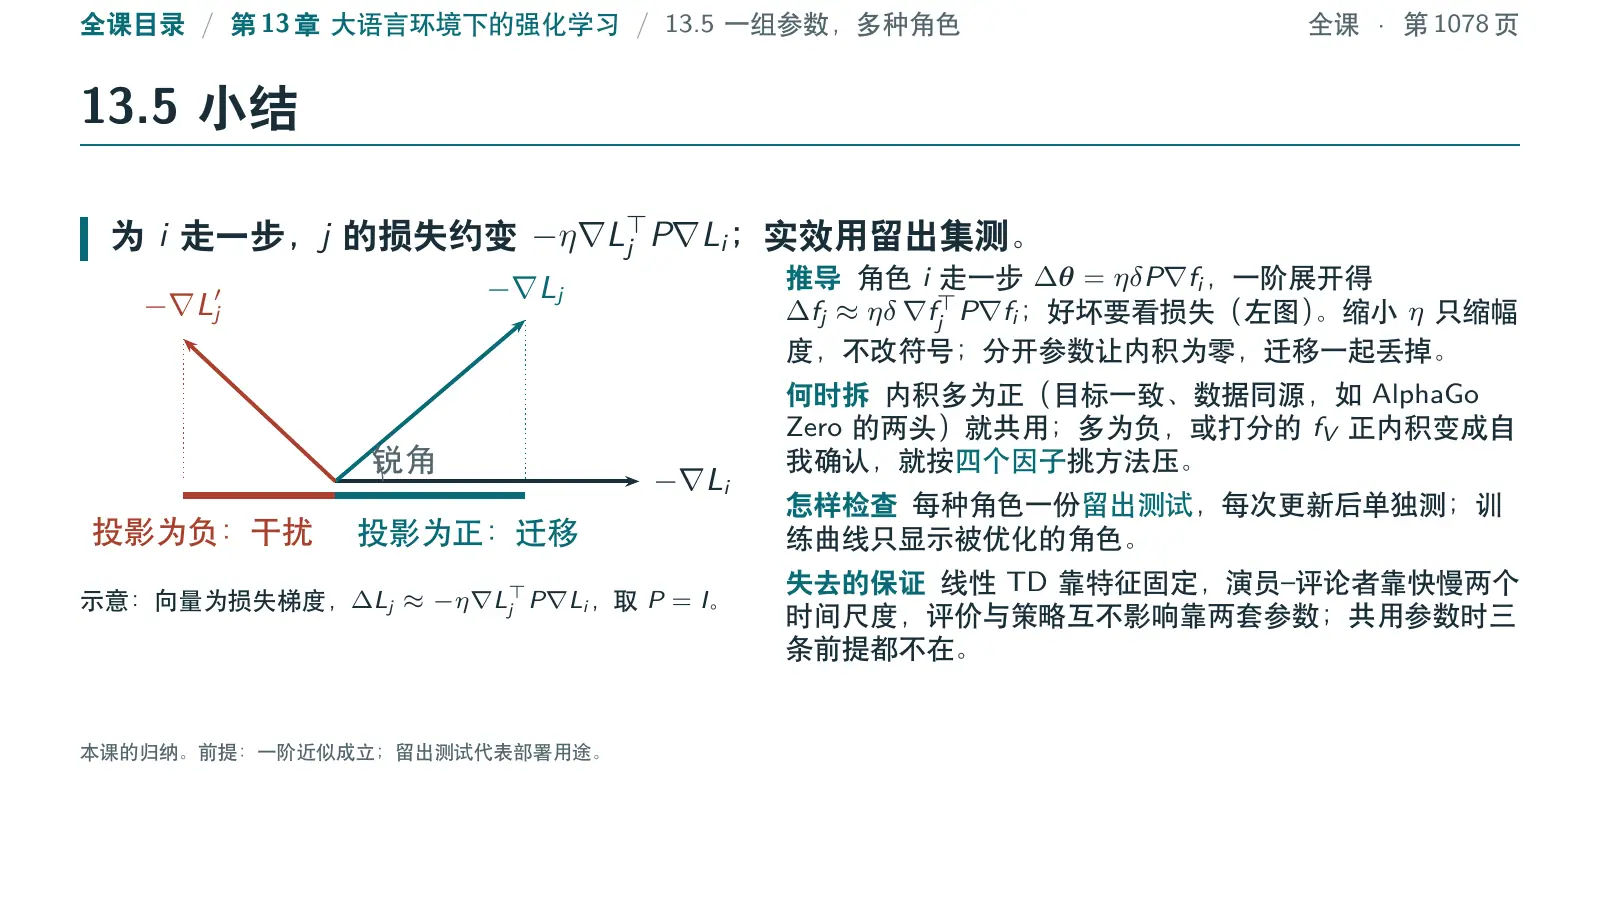 全课目录 / 第 13 章 大语言环境下的强化学习 / 13.5 一组参数，多种角色
全课 · 第 1078 页
13.5 小结
为 i 走一步，j 的损失约变 −η∇L_j^⊤P∇L_i；实效用留出集测。
−∇L′_j
−∇L_j
锐角
−∇L_i
投影为负：干扰
投影为正：迁移
示意：向量为损失梯度，ΔL_j ≈ −η∇L_j^⊤P∇L_i，取 P = I。
推导 角色 i 走一步 Δθ = ηδP∇f_i，一阶展开得
Δf_j ≈ ηδ ∇f_j^⊤P∇f_i；好坏要看损失（左图）。缩小 η 只缩幅
度，不改符号；分开参数让内积为零，迁移一起丢掉。
何时拆 内积多为正（目标一致、数据同源，如 AlphaGo
Zero 的两头）就共用；多为负，或打分的 f_V 正内积变成自
我确认，就按四个因子挑方法压。
怎样检查 每种角色一份留出测试，每次更新后单独测；训
练曲线只显示被优化的角色。
失去的保证 线性 TD 靠特征固定，演员–评论者靠快慢两个
时间尺度，评价与策略互不影响靠两套参数；共用参数时三
条前提都不在。
本课的归纳。前提：一阶近似成立；留出测试代表部署用途。